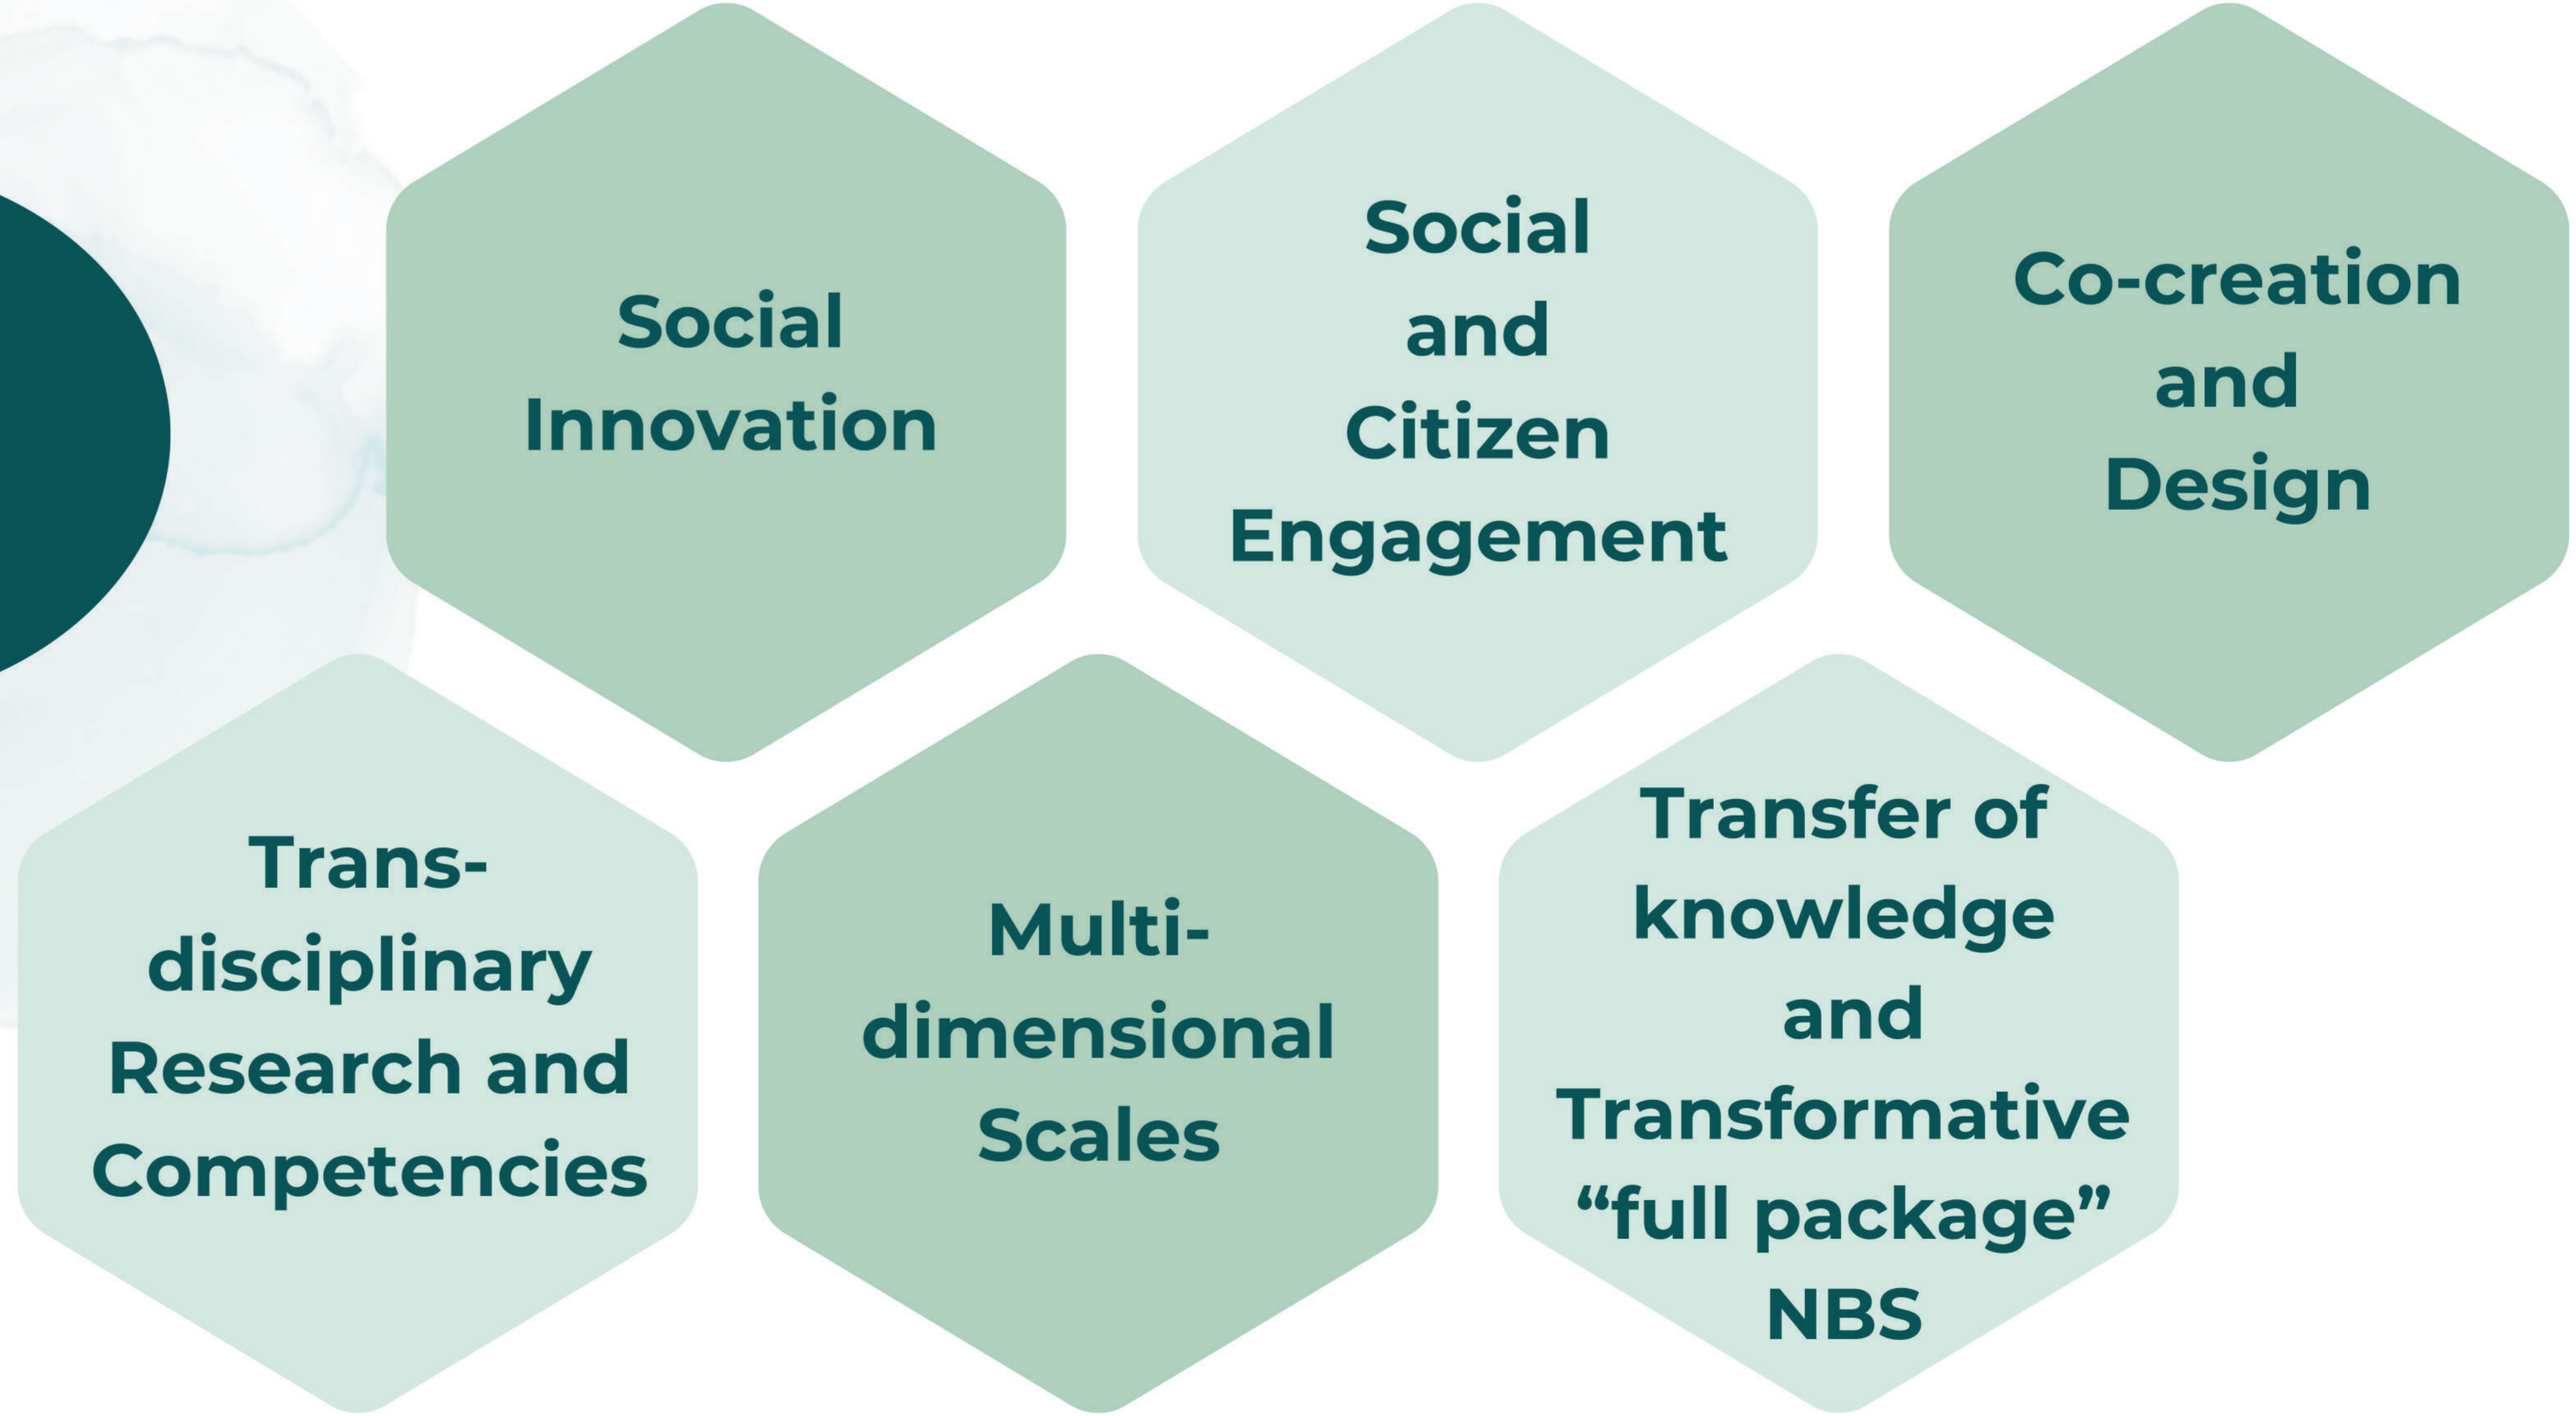 Social
Innovation
Social
and
Citizen
Engagement
Co-creation
and
Design
Trans-
disciplinary
Research and
Competencies
Multi-
dimensional
Scales
Transfer of
knowledge
and
Transformative
“full package”
NBS